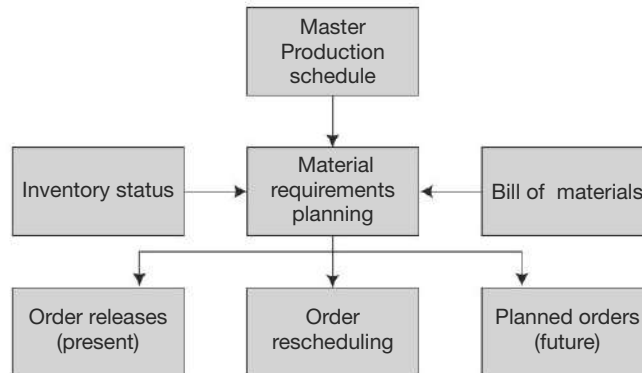 Master
Production
schedule
Inventory status
Material
requirements
planning
Bill of materials
Order releases
(present)
Order
rescheduling
Planned orders
(future)